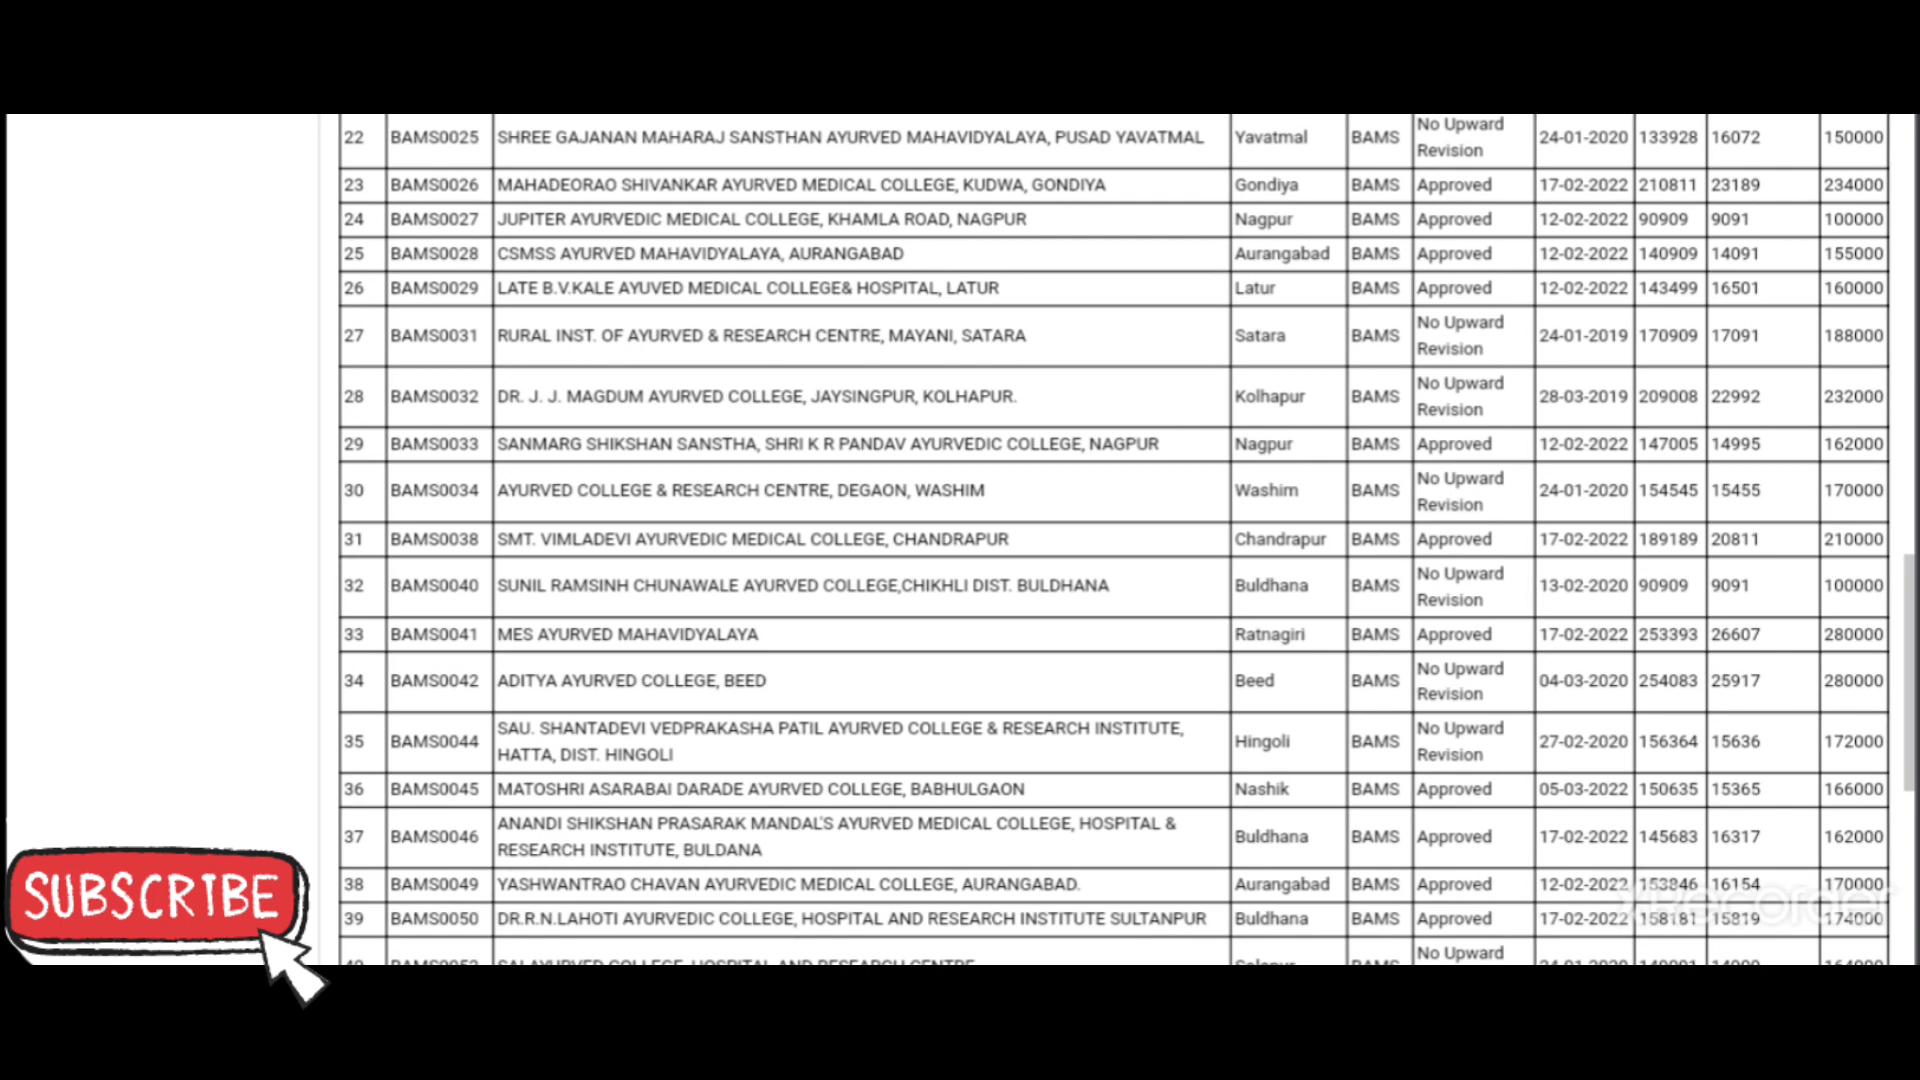 22 BAMS0025 SHREE GAJANAN MAHARAJ SANSTHAN AYURVED MAHAVIDYALAYA, PUSAD YAVATMAL Yavatmal BAMS No Upward Revision 24-01-2020 133928 16072 150000
23 BAMS0026 MAHADEORAO SHIVANKAR AYURVED MEDICAL COLLEGE, KUDWA, GONDIYA Gondiya BAMS Approved 17-02-2022 210811 23189 234000
24 BAMS0027 JUPITER AYURVEDIC MEDICAL COLLEGE, KHAMLA ROAD, NAGPUR Nagpur BAMS Approved 12-02-2022 90909 9091 100000
25 BAMS0028 CSMSS AYURVED MAHAVIDYALAYA, AURANGABAD Aurangabad BAMS Approved 12-02-2022 140909 14091 155000
26 BAMS0029 LATE B.V.KALE AYUVED MEDICAL COLLEGE& HOSPITAL, LATUR Latur BAMS Approved 12-02-2022 143499 16501 160000
27 BAMS0031 RURAL INST. OF AYURVED & RESEARCH CENTRE, MAYANI, SATARA Satara BAMS No Upward Revision 24-01-2019 170909 17091 188000
28 BAMS0032 DR. J. J. MAGDUM AYURVED COLLEGE, JAYSINGPUR, KOLHAPUR. Kolhapur BAMS No Upward Revision 28-03-2019 209008 22992 232000
29 BAMS0033 SANMARG SHIKSHAN SANSTHA, SHRI K R PANDAV AYURVEDIC COLLEGE, NAGPUR Nagpur BAMS Approved 12-02-2022 147005 14995 162000
30 BAMS0034 AYURVED COLLEGE & RESEARCH CENTRE, DEGAON, WASHIM Washim BAMS No Upward Revision 24-01-2020 154545 15455 170000
31 BAMS0038 SMT. VIMLADEVI AYURVEDIC MEDICAL COLLEGE, CHANDRAPUR Chandrapur BAMS Approved 17-02-2022 189189 20811 210000
32 BAMS0040 SUNIL RAMSINH CHUNAWALE AYURVED COLLEGE,CHIKHLI DIST. BULDHANA Buldhana BAMS No Upward Revision 13-02-2020 90909 9091 100000
33 BAMS0041 MES AYURVED MAHAVIDYALAYA Ratnagiri BAMS Approved 17-02-2022 253393 26607 280000
34 BAMS0042 ADITYA AYURVED COLLEGE, BEED Beed BAMS No Upward Revision 04-03-2020 254083 25917 280000
35 BAMS0044 SAU. SHANTADEVI VEDPRAKASHA PATIL AYURVED COLLEGE & RESEARCH INSTITUTE, HATTA, DIST. HINGOLI Hingoli BAMS No Upward Revision 27-02-2020 156364 15636 172000
36 BAMS0045 MATOSHRI ASARABAI DARADE AYURVED COLLEGE, BABHULGAON Nashik BAMS Approved 05-03-2022 150635 15365 166000
37 BAMS0046 ANANDI SHIKSHAN PRASARAK MANDAL'S AYURVED MEDICAL COLLEGE, HOSPITAL & RESEARCH INSTITUTE, BULDANA Buldhana BAMS Approved 17-02-2022 145683 16317 162000
38 BAMS0049 YASHWANTRAO CHAVAN AYURVEDIC MEDICAL COLLEGE, AURANGABAD. Aurangabad BAMS Approved 12-02-2022 153846 16154 170000
39 BAMS0050 DR.R.N.LAHOTI AYURVEDIC COLLEGE, HOSPITAL AND RESEARCH INSTITUTE SULTANPUR Buldhana BAMS Approved 17-02-2022 158181 15819 174000
No Upward
SUBSCRIBE
XRecorder